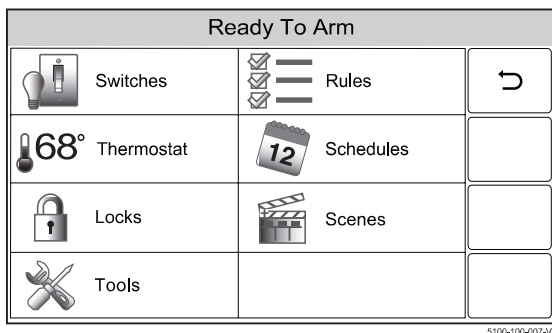 Ready To Arm
Switches
Rules
68° Thermostat
12
Schedules
Locks
Scenes
Tools
5100-100-007-V